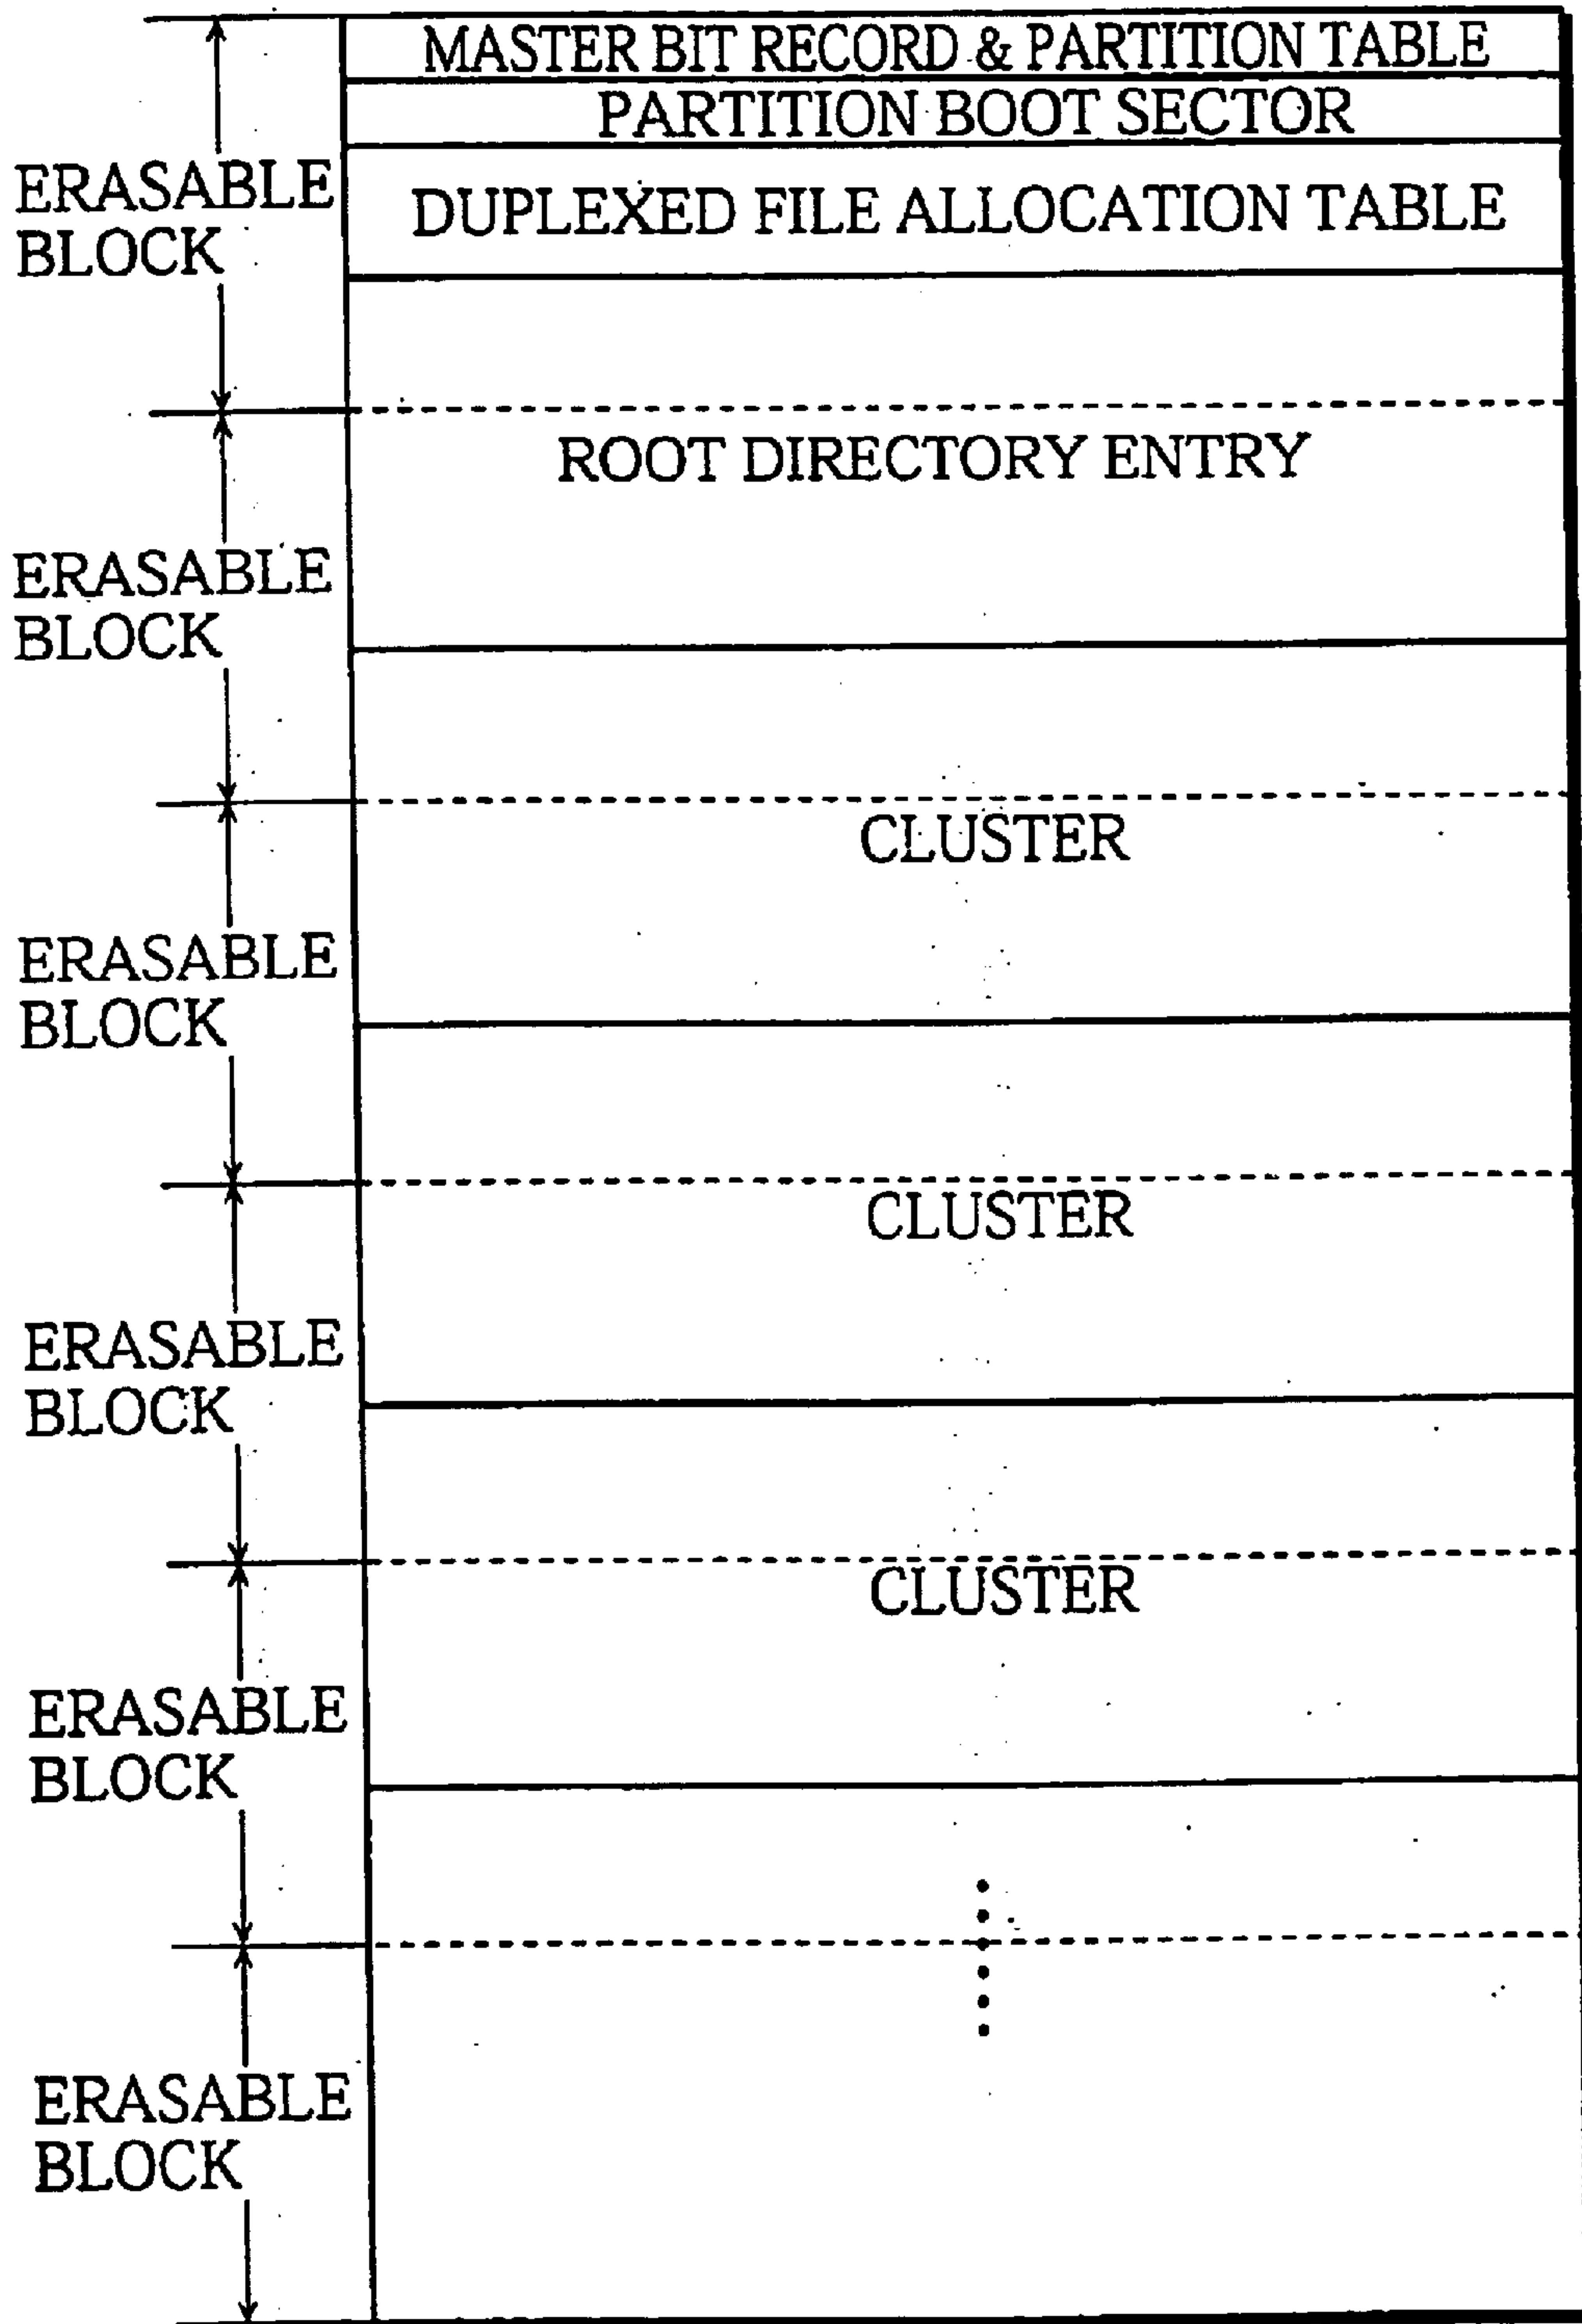 MASTER BIT RECORD & PARTITION TABLE
PARTITION BOOT SECTOR
DUPLEXED FILE ALLOCATION TABLE
ERASABLE
BLOCK
ROOT DIRECTORY ENTRY
ERASABLE
BLOCK
CLUSTER
ERASABLE
BLOCK
CLUSTER
ERASABLE
BLOCK
CLUSTER
ERASABLE
BLOCK
ERASABLE
BLOCK